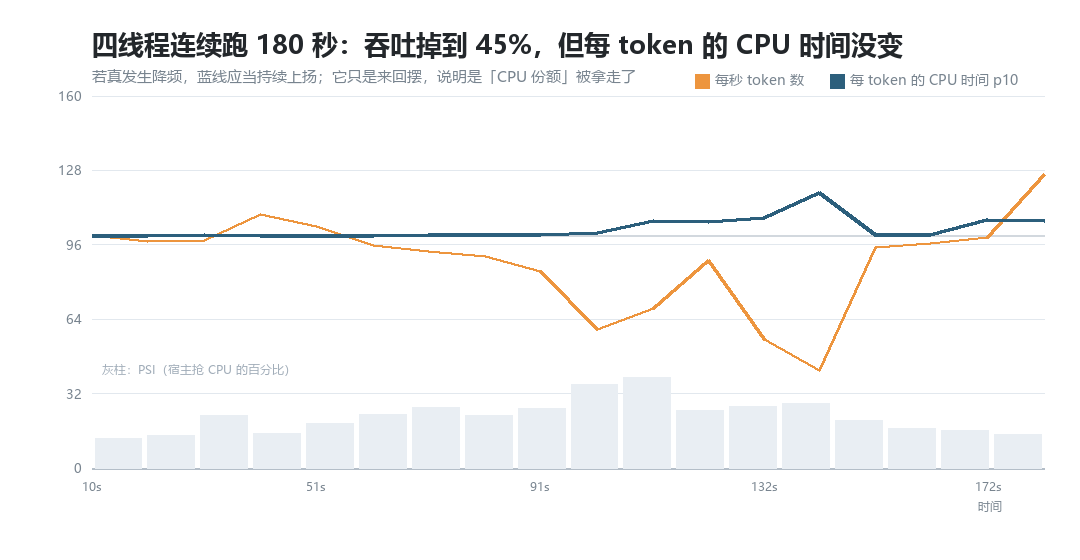 四线程连续跑 180 秒：吞吐掉到 45%，但每 token 的 CPU 时间没变
若真发生降频，蓝线应当持续上扬；它只是来回摆，说明是「CPU 份额」被拿走了
每秒 token 数
每 token 的 CPU 时间 p10
160
128
96
64
灰柱：PSI（宿主抢 CPU 的百分比）
32
0
10s
51s
91s
132s
172s
时间